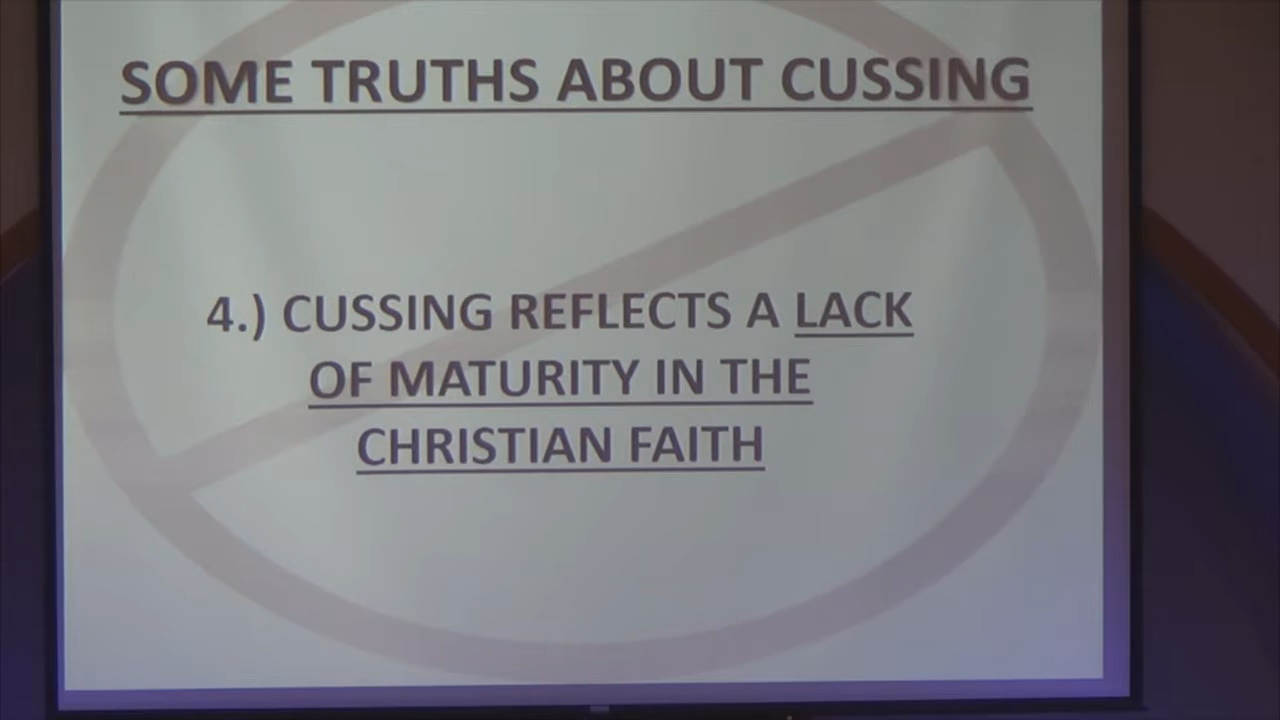 SOME TRUTHS ABOUT CUSSING
4.) CUSSING REFLECTS A LACK
OF MATURITY IN THE
CHRISTIAN FAITH